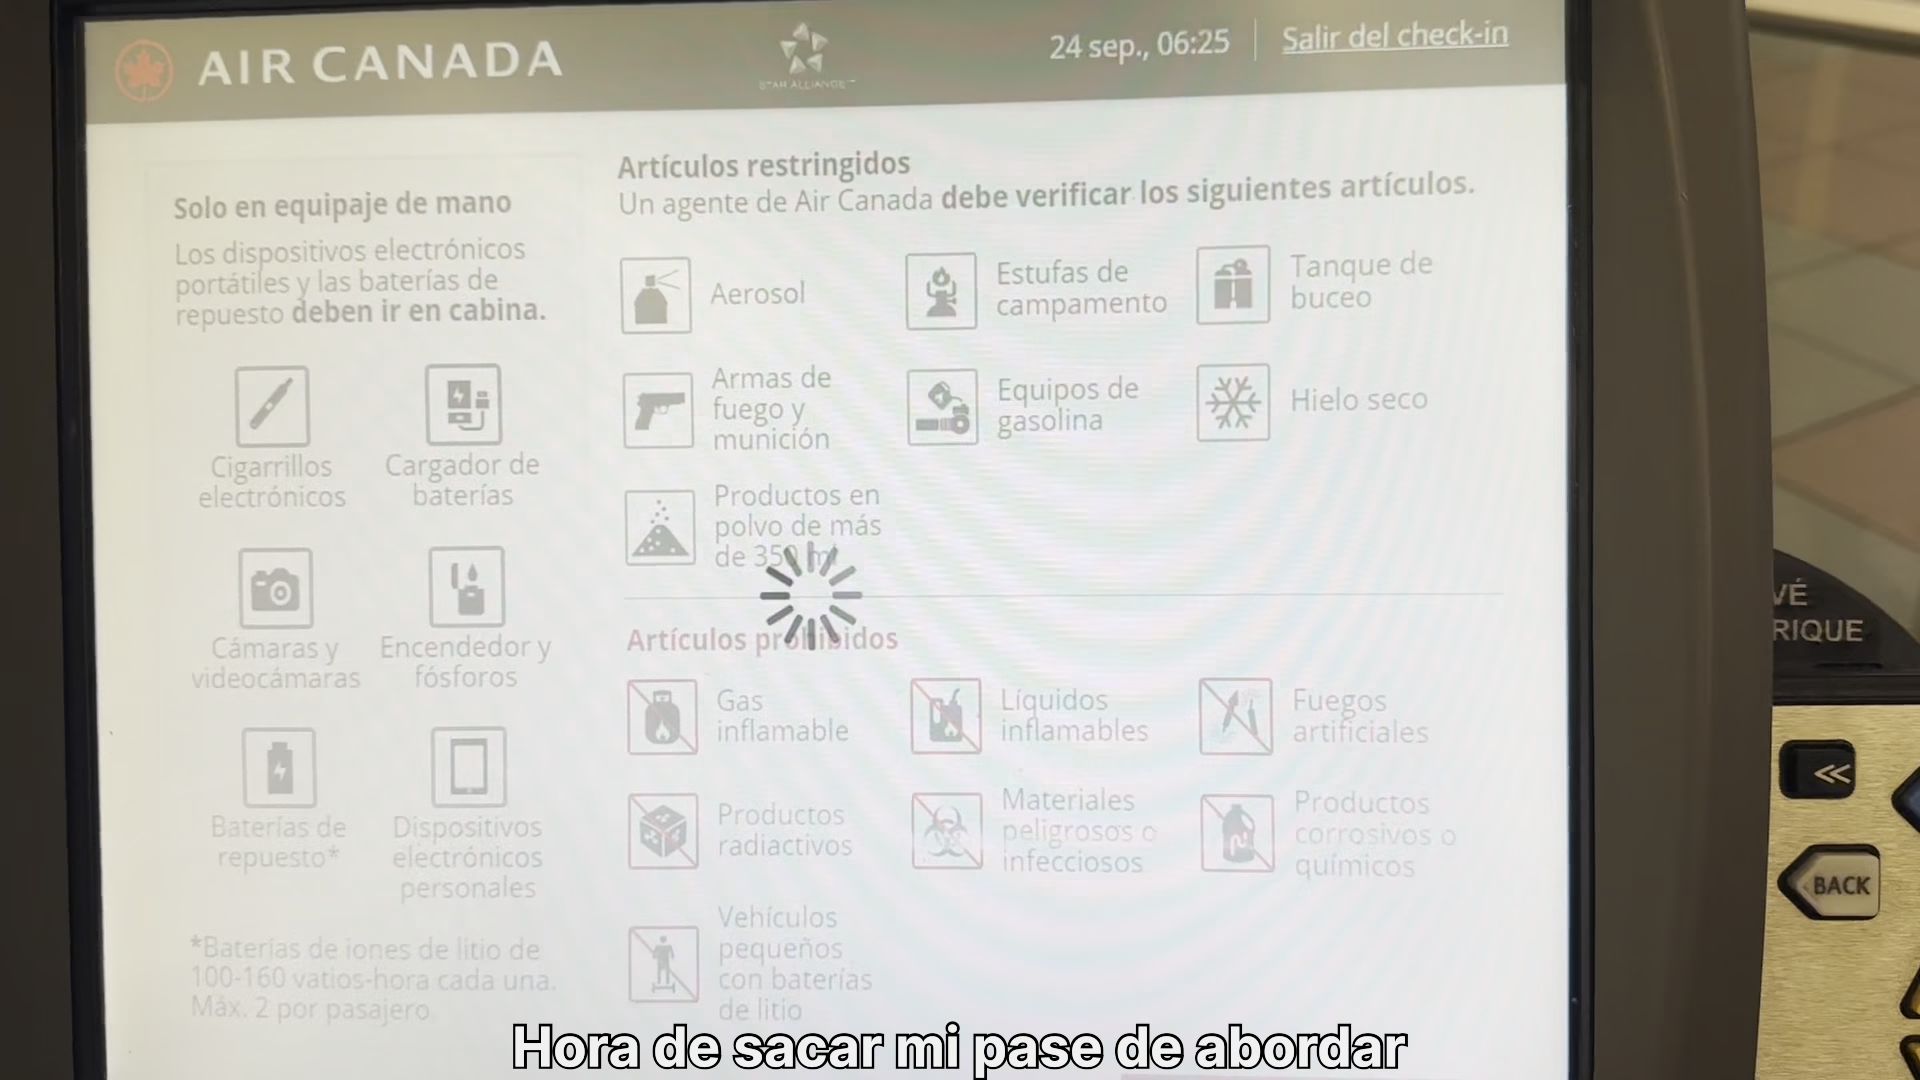 AIR CANADA
STAR ALLIANCE
24 sep., 06:25
Salir del check-in
Solo en equipaje de mano
Los dispositivos electrónicos
portátiles y las baterías de
repuesto deben ir en cabina.
Cigarrillos
electrónicos
Cargador de
baterías
Cámaras y
videocámaras
Encendedor y
fósforos
Baterías de
repuesto*
Dispositivos
electrónicos
personales
*Baterías de iones de litio de
100-160 vatios-hora cada una.
Máx. 2 por pasajero
Artículos restringidos
Un agente de Air Canada debe verificar los siguientes artículos.
Aerosol
Estufas de
campamento
Tanque de
buceo
Armas de
fuego y
munición
Equipos de
gasolina
Hielo seco
Productos en
polvo de más
de 350 ml
Artículos prohibidos
Gas
inflamable
Líquidos
inflamables
Fuegos
artificiales
Productos
radiactivos
Materiales
peligrosos o
infecciosos
Productos
corrosivos o
químicos
Vehículos
pequeños
con baterías
de litio
VÉ
RIQUE
BACK
Hora de sacar mi pase de abordar